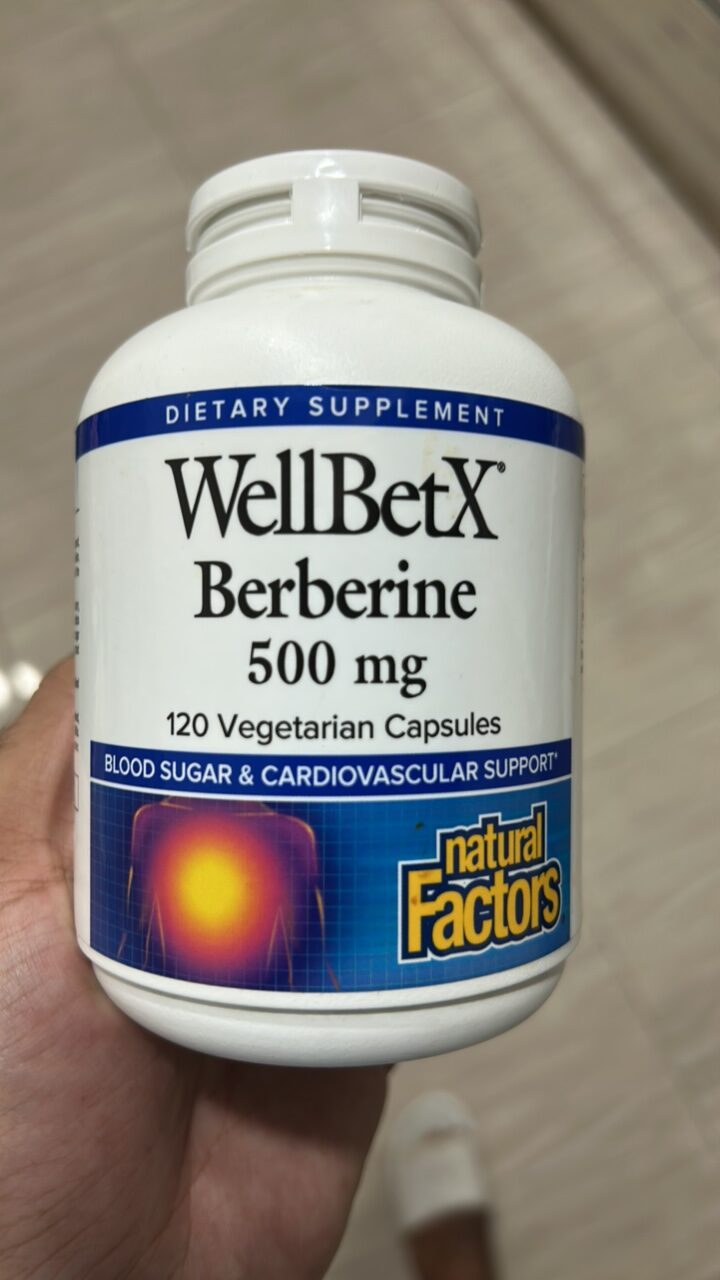 DIETARY SUPPLEMENT
WellBetX®
Berberine
500 mg
120 Vegetarian Capsules
BLOOD SUGAR & CARDIOVASCULAR SUPPORT*
natural
Factors